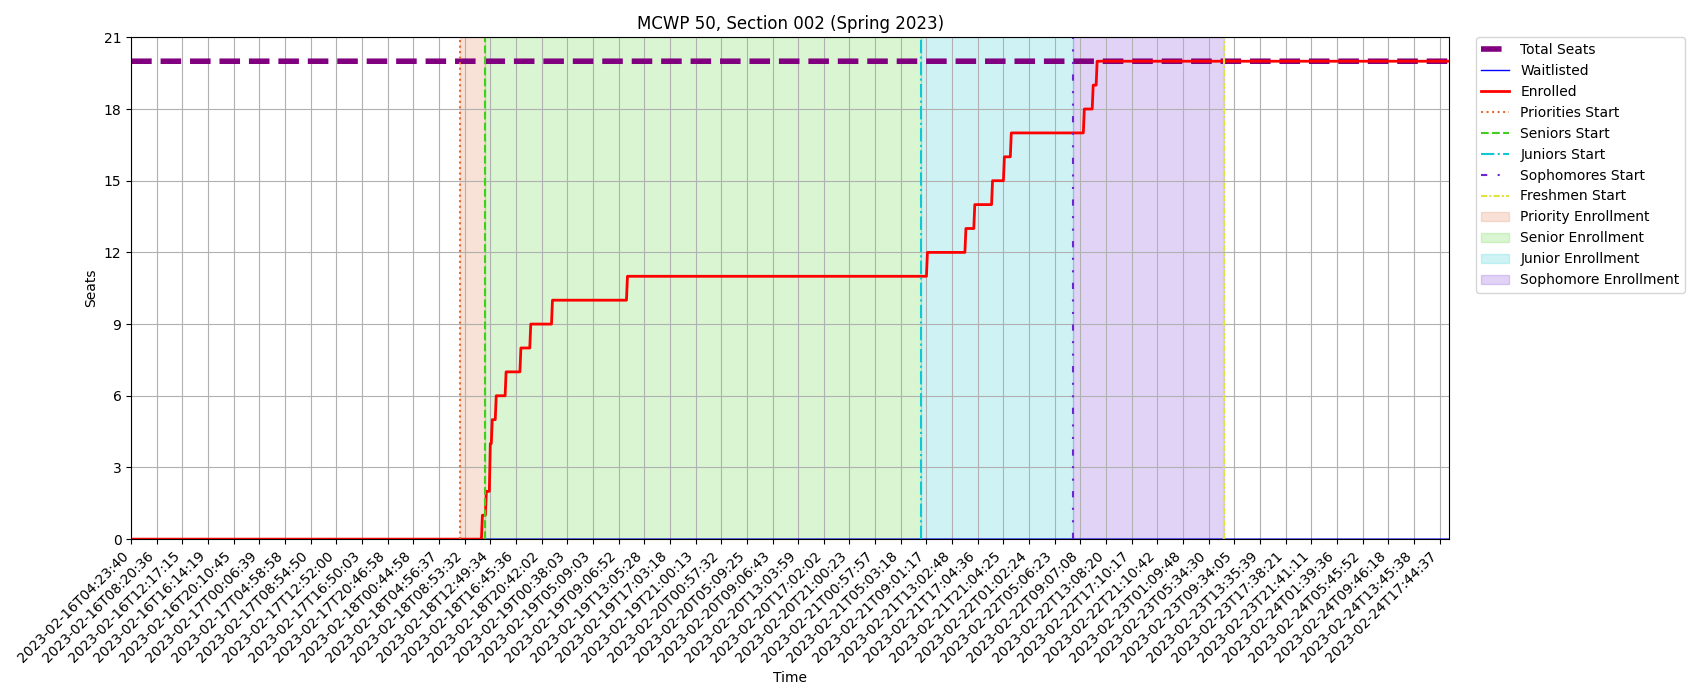 MCWP 50, Section 002 (Spring 2023)
21
18
15
12
9
6
3
0
Seats
2023-02-16T04:23:40
2023-02-16T08:20:36
2023-02-16T12:17:15
2023-02-16T16:14:19
2023-02-16T20:10:45
2023-02-17T00:06:39
2023-02-17T04:58:58
2023-02-17T08:54:50
2023-02-17T12:52:00
2023-02-17T16:50:03
2023-02-17T20:46:58
2023-02-18T00:44:58
2023-02-18T04:56:37
2023-02-18T08:53:32
2023-02-18T12:49:34
2023-02-18T16:45:36
2023-02-18T20:42:02
2023-02-19T00:38:03
2023-02-19T05:09:03
2023-02-19T09:06:52
2023-02-19T13:05:28
2023-02-19T17:03:18
2023-02-19T21:00:13
2023-02-20T00:57:32
2023-02-20T05:09:25
2023-02-20T09:06:43
2023-02-20T13:03:59
2023-02-20T17:02:02
2023-02-20T21:00:23
2023-02-21T00:57:57
2023-02-21T05:03:18
2023-02-21T09:01:17
2023-02-21T13:02:48
2023-02-21T17:04:36
2023-02-21T21:04:25
2023-02-22T01:02:24
2023-02-22T05:06:23
2023-02-22T09:07:08
2023-02-22T13:08:20
2023-02-22T17:10:17
2023-02-22T21:10:42
2023-02-23T01:09:48
2023-02-23T05:34:30
2023-02-23T09:34:05
2023-02-23T13:35:39
2023-02-23T17:38:21
2023-02-23T21:41:11
2023-02-24T01:39:36
2023-02-24T05:45:52
2023-02-24T09:46:18
2023-02-24T13:45:38
2023-02-24T17:44:37
Time
Total Seats
Waitlisted
Enrolled
Priorities Start
Seniors Start
Juniors Start
Sophomores Start
Freshmen Start
Priority Enrollment
Senior Enrollment
Junior Enrollment
Sophomore Enrollment